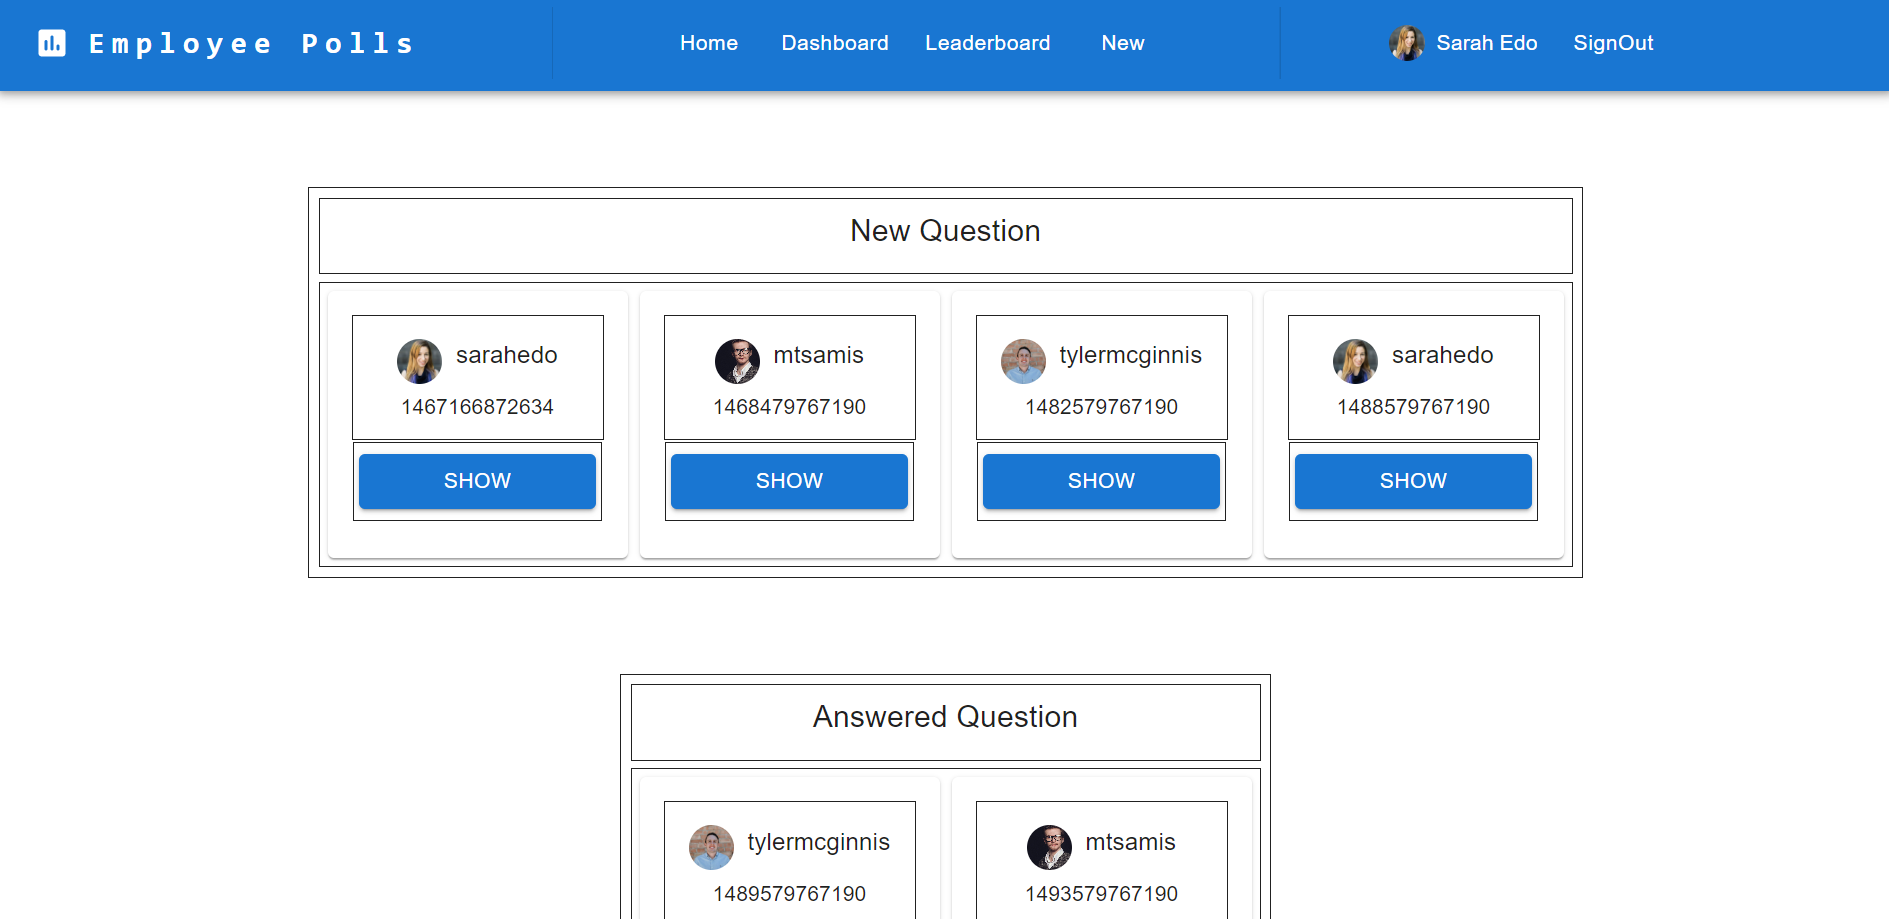 Employee Polls
Home Dashboard Leaderboard New
Sarah Edo SignOut
New Question
sarahedo
1467166872634
SHOW
mtsamis
1468479767190
SHOW
tylermcginnis
1482579767190
SHOW
sarahedo
1488579767190
SHOW
Answered Question
tylermcginnis
1489579767190
mtsamis
1493579767190